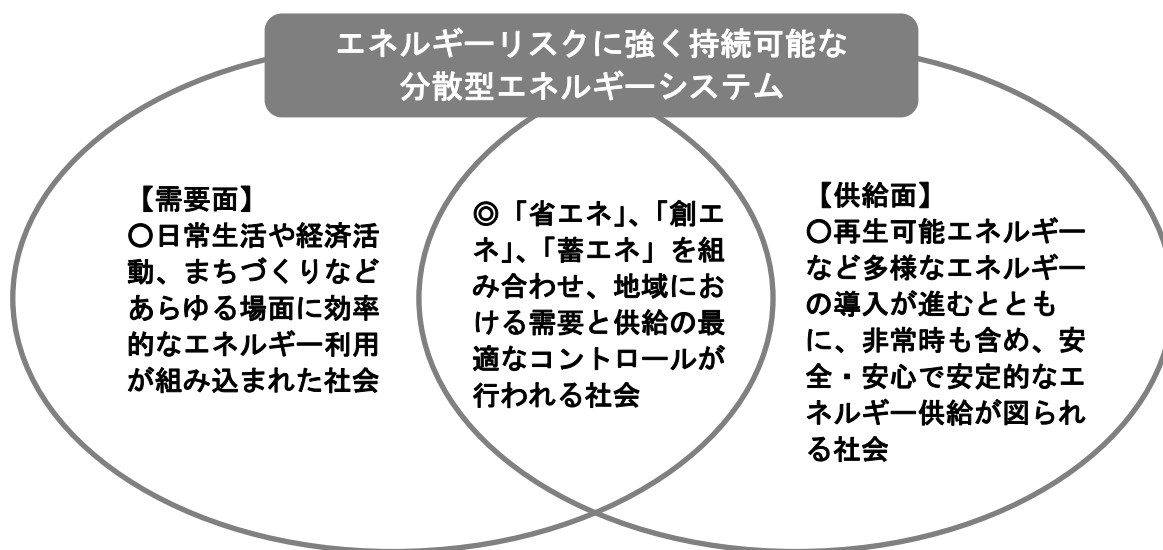 エネルギーリスクに強く持続可能な
分散型エネルギーシステム
【需要面】
○日常生活や経済活
動、まちづくりなど
あらゆる場面に効率
的なエネルギー利用
が組み込まれた社会
◎「省エネ」、「創エ
ネ」、「蓄エネ」を組
み合わせ、地域にお
ける需要と供給の最
適なコントロールが
行われる社会
【供給面】
○再生可能エネルギー
など多様なエネルギー
の導入が進むととも
に、非常時も含め、安
全・安心で安定的なエ
ネルギー供給が図られ
る社会